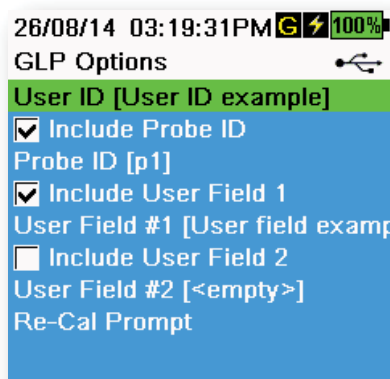 26/08/14 03:19:31PM G 100%
GLP Options
User ID [User ID example]
Include Probe ID
Probe ID [p1]
Include User Field 1
User Field #1 [User field examp
Include User Field 2
User Field #2 [<empty>]
Re-Cal Prompt